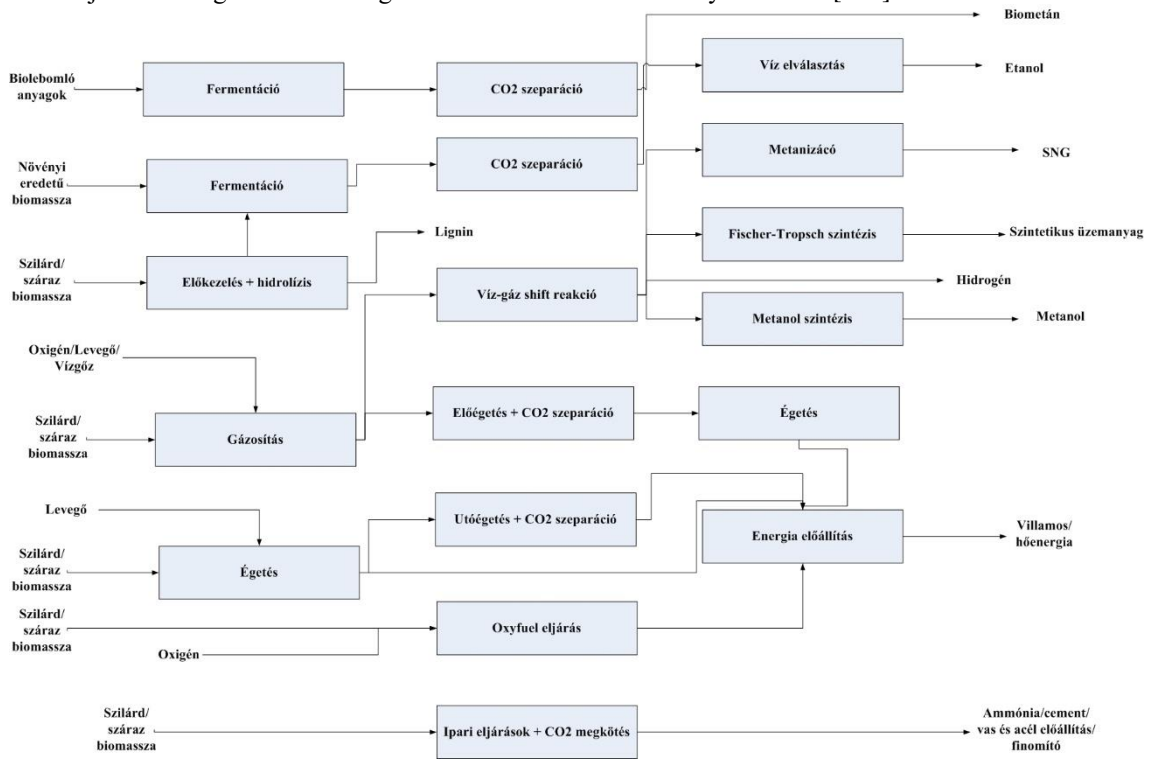 Biometán
Biolebomló
anyagok
Fermentáció
CO2 szeparáció
Víz elválasztás
Etanol
Növényi
eredetű
biomassza
Fermentáció
CO2 szeparáció
Metanizácó
SNG
Lignin
Fischer-Tropsch szintézis
Szintetikus üzemanyag
Szilárd/
száraz
biomassza
Előkezelés + hidrolízis
Víz-gáz shift reakció
Hidrogén
Metanol szintézis
Metanol
Oxigén/Levegő/
Vízgőz
Szilárd/
száraz
biomassza
Gázosítás
Előégetés + CO2 szeparáció
Égetés
Levegő
Utóégetés + CO2 szeparáció
Energia előállítás
Villamos/
hőenergia
Szilárd/
száraz
biomassza
Égetés
Szilárd/
száraz
biomassza
Oxigén
Oxyfuel eljárás
Szilárd/
száraz
biomassza
Ipari eljárások + CO2 megkötés
Ammónia/cement/
vas és acél előállítás/
finomító